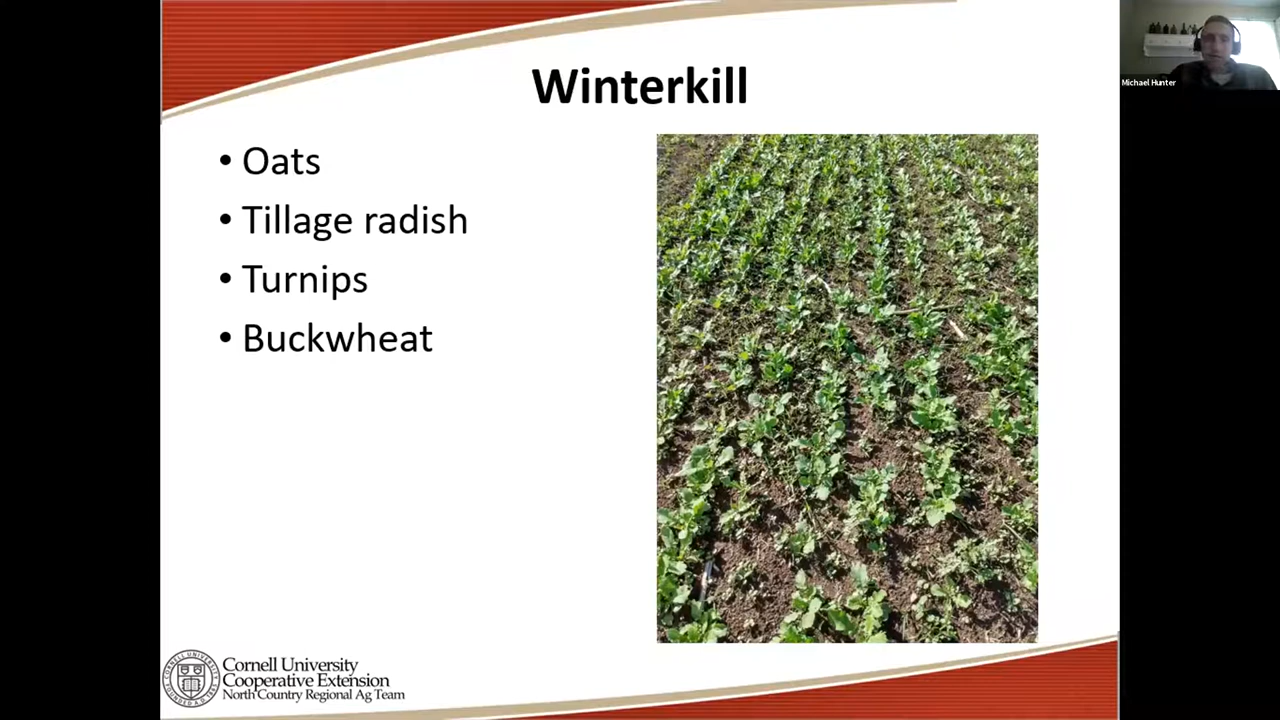 Winterkill
• Oats
• Tillage radish
• Turnips
• Buckwheat
Cornell University
Cooperative Extension
North Country Regional Ag Team
Michael Hunter